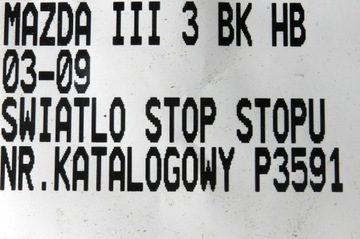 MAZDA III 3 BK HB
03-09
SWIATLO STOP STOPU
NR.KATALOGOWY P3591